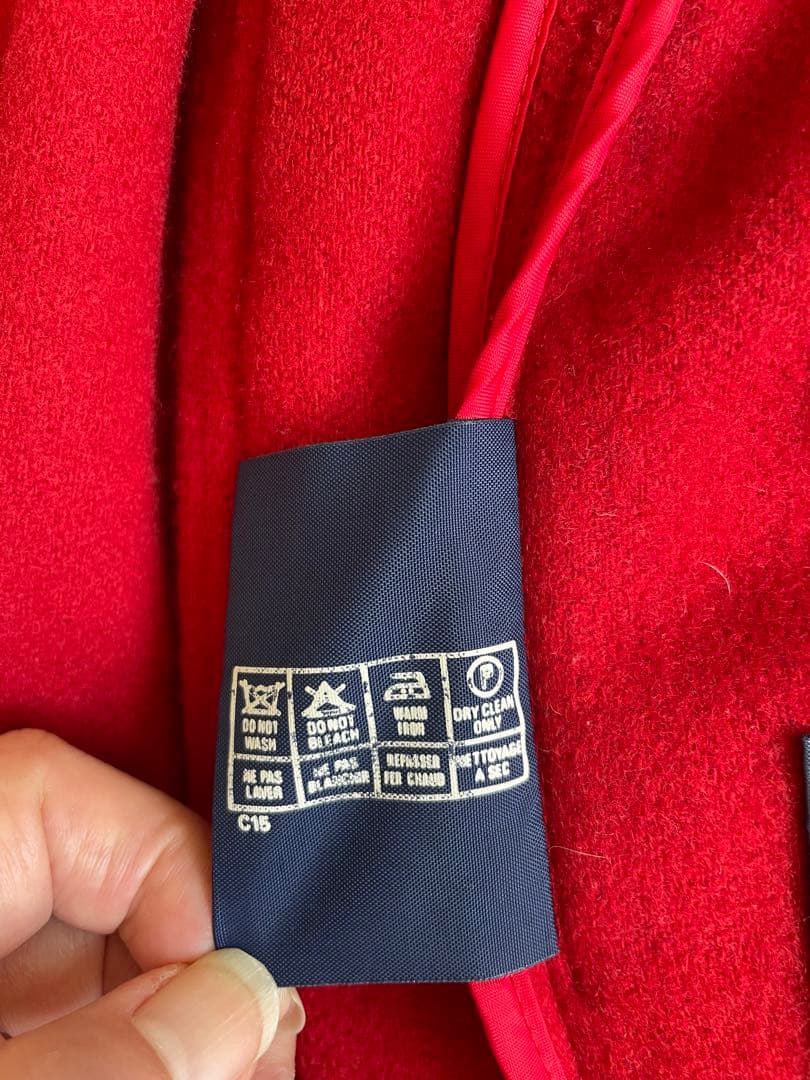 P
DO NOT
WASH
DO NOT
BLEACH
WARM
IRON
DRY CLEAN
ONLY
NE PAS
LAVER
NE PAS
BLANCHIR
REPASSER
FER CHAUD
NETTOYAGE
A SEC
C15